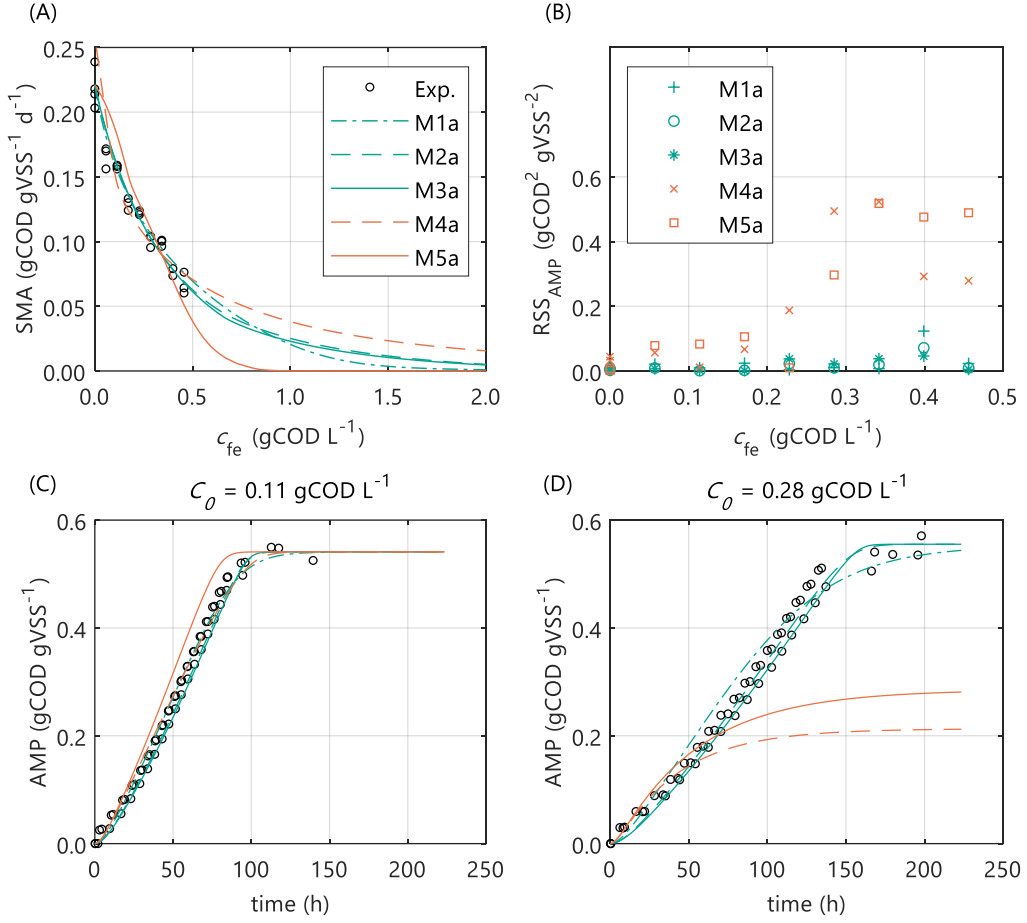 (A)
SMA (gCOD gVSS⁻¹ d⁻¹)
0.25
0.20
0.15
0.10
0.05
0.00
Exp.
M1a
M2a
M3a
M4a
M5a
0.0 0.5 1.0 1.5 2.0
c_fe (gCOD L⁻¹)
(B)
RSS_AMP (gCOD² gVSS⁻²)
0.6
0.4
0.2
0.0
M1a
M2a
M3a
M4a
M5a
0.0 0.1 0.2 0.3 0.4 0.5
c_fe (gCOD L⁻¹)
(C)
C₀ = 0.11 gCOD L⁻¹
AMP (gCOD gVSS⁻¹)
0.6
0.4
0.2
0.0
0 50 100 150 200 250
time (h)
(D)
C₀ = 0.28 gCOD L⁻¹
AMP (gCOD gVSS⁻¹)
0.6
0.4
0.2
0.0
0 50 100 150 200 250
time (h)